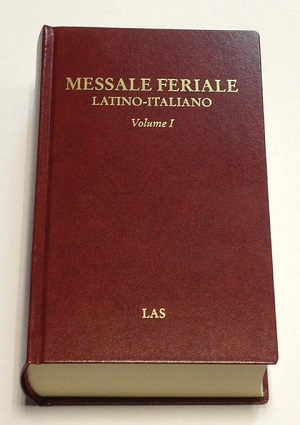 MESSALE FERIALE
LATINO-ITALIANO
Volume I
LAS